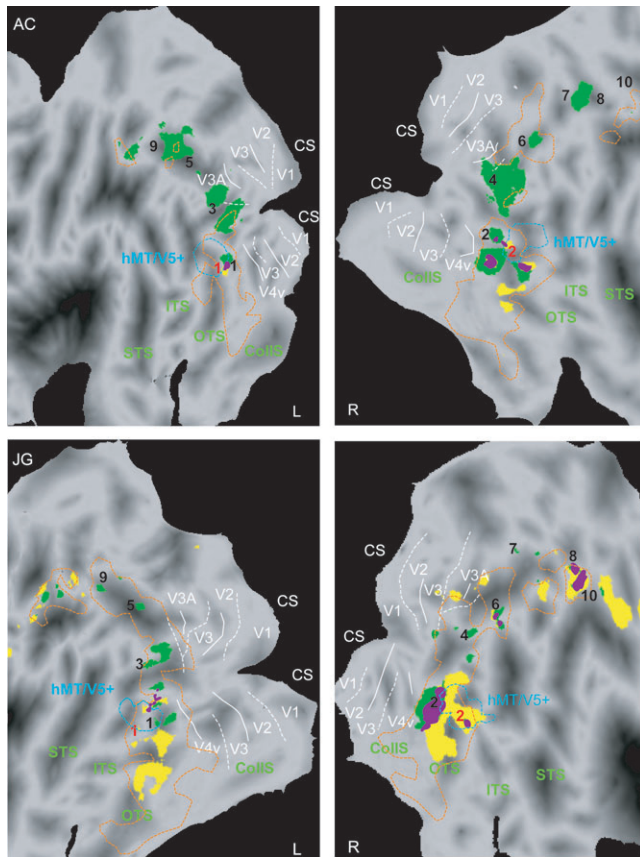 AC
V2
V3
V1
CS
9
5
V3A
3
CS
V1
hMT/V5+
V2
1
1
V3
V4v
ITS
OTS
CollS
STS
L
V2
V1
V3
10
CS
7
8
6
V3A
4
CS
V1
V2
2
hMT/V5+
V3
2
V4v
CollS
ITS
STS
OTS
R
JG
9
V3A
V2
5
CS
V3
V1
3
CS
hMT/V5+
1
V1
1
V2
V4v
V3
STS
ITS
CollS
OTS
L
7
8
CS
V2
V3A
V3
10
V1
6
4
CS
V1
hMT/V5+
V2
2
2
V3
V4v
CollS
OTS
STS
ITS
R